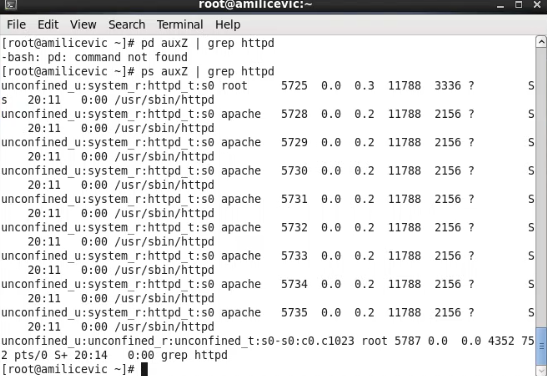 root@amilicevic:~
File Edit View Search Terminal Help
[root@amilicevic ~]# pd auxZ | grep httpd
-bash: pd: command not found
[root@amilicevic ~]# ps auxZ | grep httpd
unconfined_u:system_r:httpd_t:s0 root     5725  0.0  0.3  11788  3336 ?        S
s   20:11   0:00 /usr/sbin/httpd
unconfined_u:system_r:httpd_t:s0 apache   5728  0.0  0.2  11788  2156 ?        S
    20:11   0:00 /usr/sbin/httpd
unconfined_u:system_r:httpd_t:s0 apache   5729  0.0  0.2  11788  2156 ?        S
    20:11   0:00 /usr/sbin/httpd
unconfined_u:system_r:httpd_t:s0 apache   5730  0.0  0.2  11788  2156 ?        S
    20:11   0:00 /usr/sbin/httpd
unconfined_u:system_r:httpd_t:s0 apache   5731  0.0  0.2  11788  2156 ?        S
    20:11   0:00 /usr/sbin/httpd
unconfined_u:system_r:httpd_t:s0 apache   5732  0.0  0.2  11788  2156 ?        S
    20:11   0:00 /usr/sbin/httpd
unconfined_u:system_r:httpd_t:s0 apache   5733  0.0  0.2  11788  2156 ?        S
    20:11   0:00 /usr/sbin/httpd
unconfined_u:system_r:httpd_t:s0 apache   5734  0.0  0.2  11788  2156 ?        S
    20:11   0:00 /usr/sbin/httpd
unconfined_u:system_r:httpd_t:s0 apache   5735  0.0  0.2  11788  2156 ?        S
    20:11   0:00 /usr/sbin/httpd
unconfined_u:unconfined_r:unconfined_t:s0-s0:c0.c1023 root 5787 0.0  0.0 4352 75
2 pts/0 S+ 20:14   0:00 grep httpd
[root@amilicevic ~]#